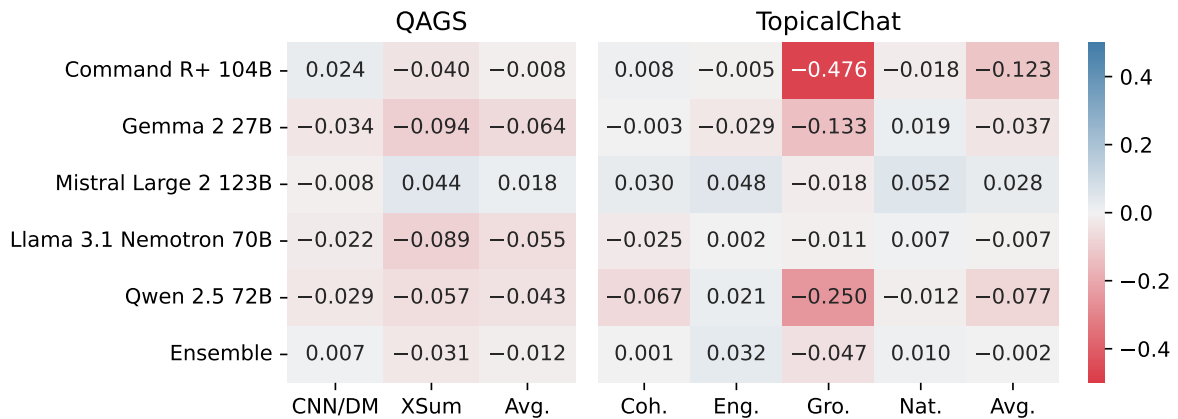 QAGS TopicalChat
Command R+ 104B 0.024 −0.040 −0.008 0.008 −0.005 −0.476 −0.018 −0.123 0.4
Gemma 2 27B −0.034 −0.094 −0.064 −0.003 −0.029 −0.133 0.019 −0.037 0.2
Mistral Large 2 123B −0.008 0.044 0.018 0.030 0.048 −0.018 0.052 0.028 0.0
Llama 3.1 Nemotron 70B −0.022 −0.089 −0.055 −0.025 0.002 −0.011 0.007 −0.007
Qwen 2.5 72B −0.029 −0.057 −0.043 −0.067 0.021 −0.250 −0.012 −0.077 −0.2
Ensemble 0.007 −0.031 −0.012 0.001 0.032 −0.047 0.010 −0.002 −0.4
CNN/DM XSum Avg. Coh. Eng. Gro. Nat. Avg.